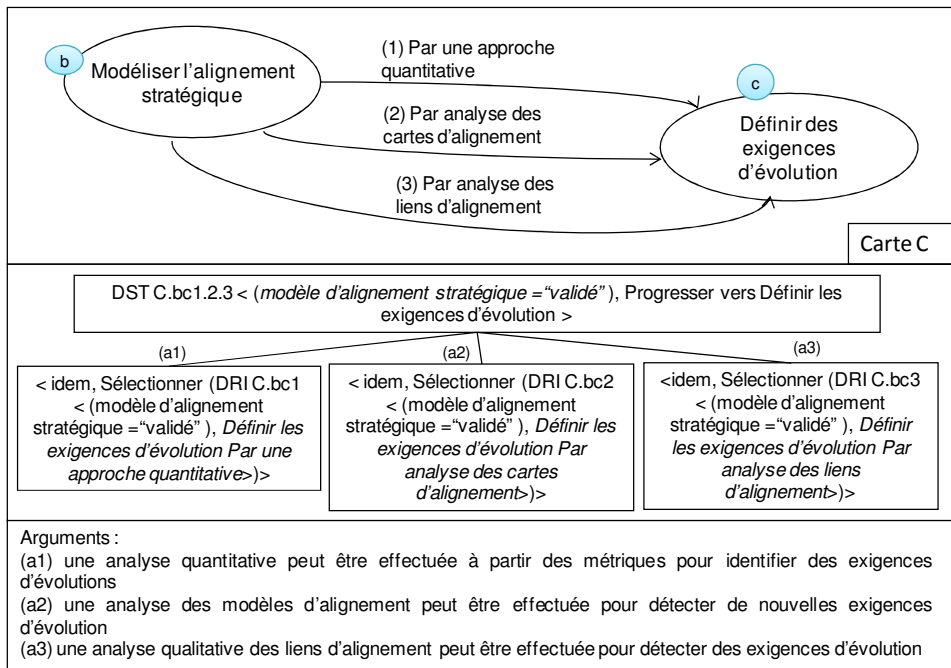 b
Modéliser l'alignement
stratégique
(1) Par une approche
quantitative
c
(2) Par analyse des
cartes d'alignement
Définir des
exigences
d'évolution
(3) Par analyse des
liens d'alignement
Carte C
DST C.bc1.2.3 < (modèle d'alignement stratégique =“validé” ), Progresser vers Définir les
exigences d'évolution >
(a1)
(a2)
(a3)
< idem, Sélectionner (DRI C.bc1
< (modèle d'alignement
stratégique =“validé” ), Définir les
exigences d'évolution Par une
approche quantitative>)>
< idem, Sélectionner (DRI C.bc2
< (modèle d'alignement
stratégique =“validé” ), Définir les
exigences d'évolution Par
analyse des cartes
d'alignement>)>
<idem, Sélectionner (DRI C.bc3
< (modèle d'alignement
stratégique =“validé” ), Définir
les exigences d'évolution Par
analyse des liens
d'alignement>)>
Arguments :
(a1) une analyse quantitative peut être effectuée à partir des métriques pour identifier des exigences
d'évolutions
(a2) une analyse des modèles d'alignement peut être effectuée pour détecter de nouvelles exigences
d'évolution
(a3) une analyse qualitative des liens d'alignement peut être effectuée pour détecter des exigences d'évolution